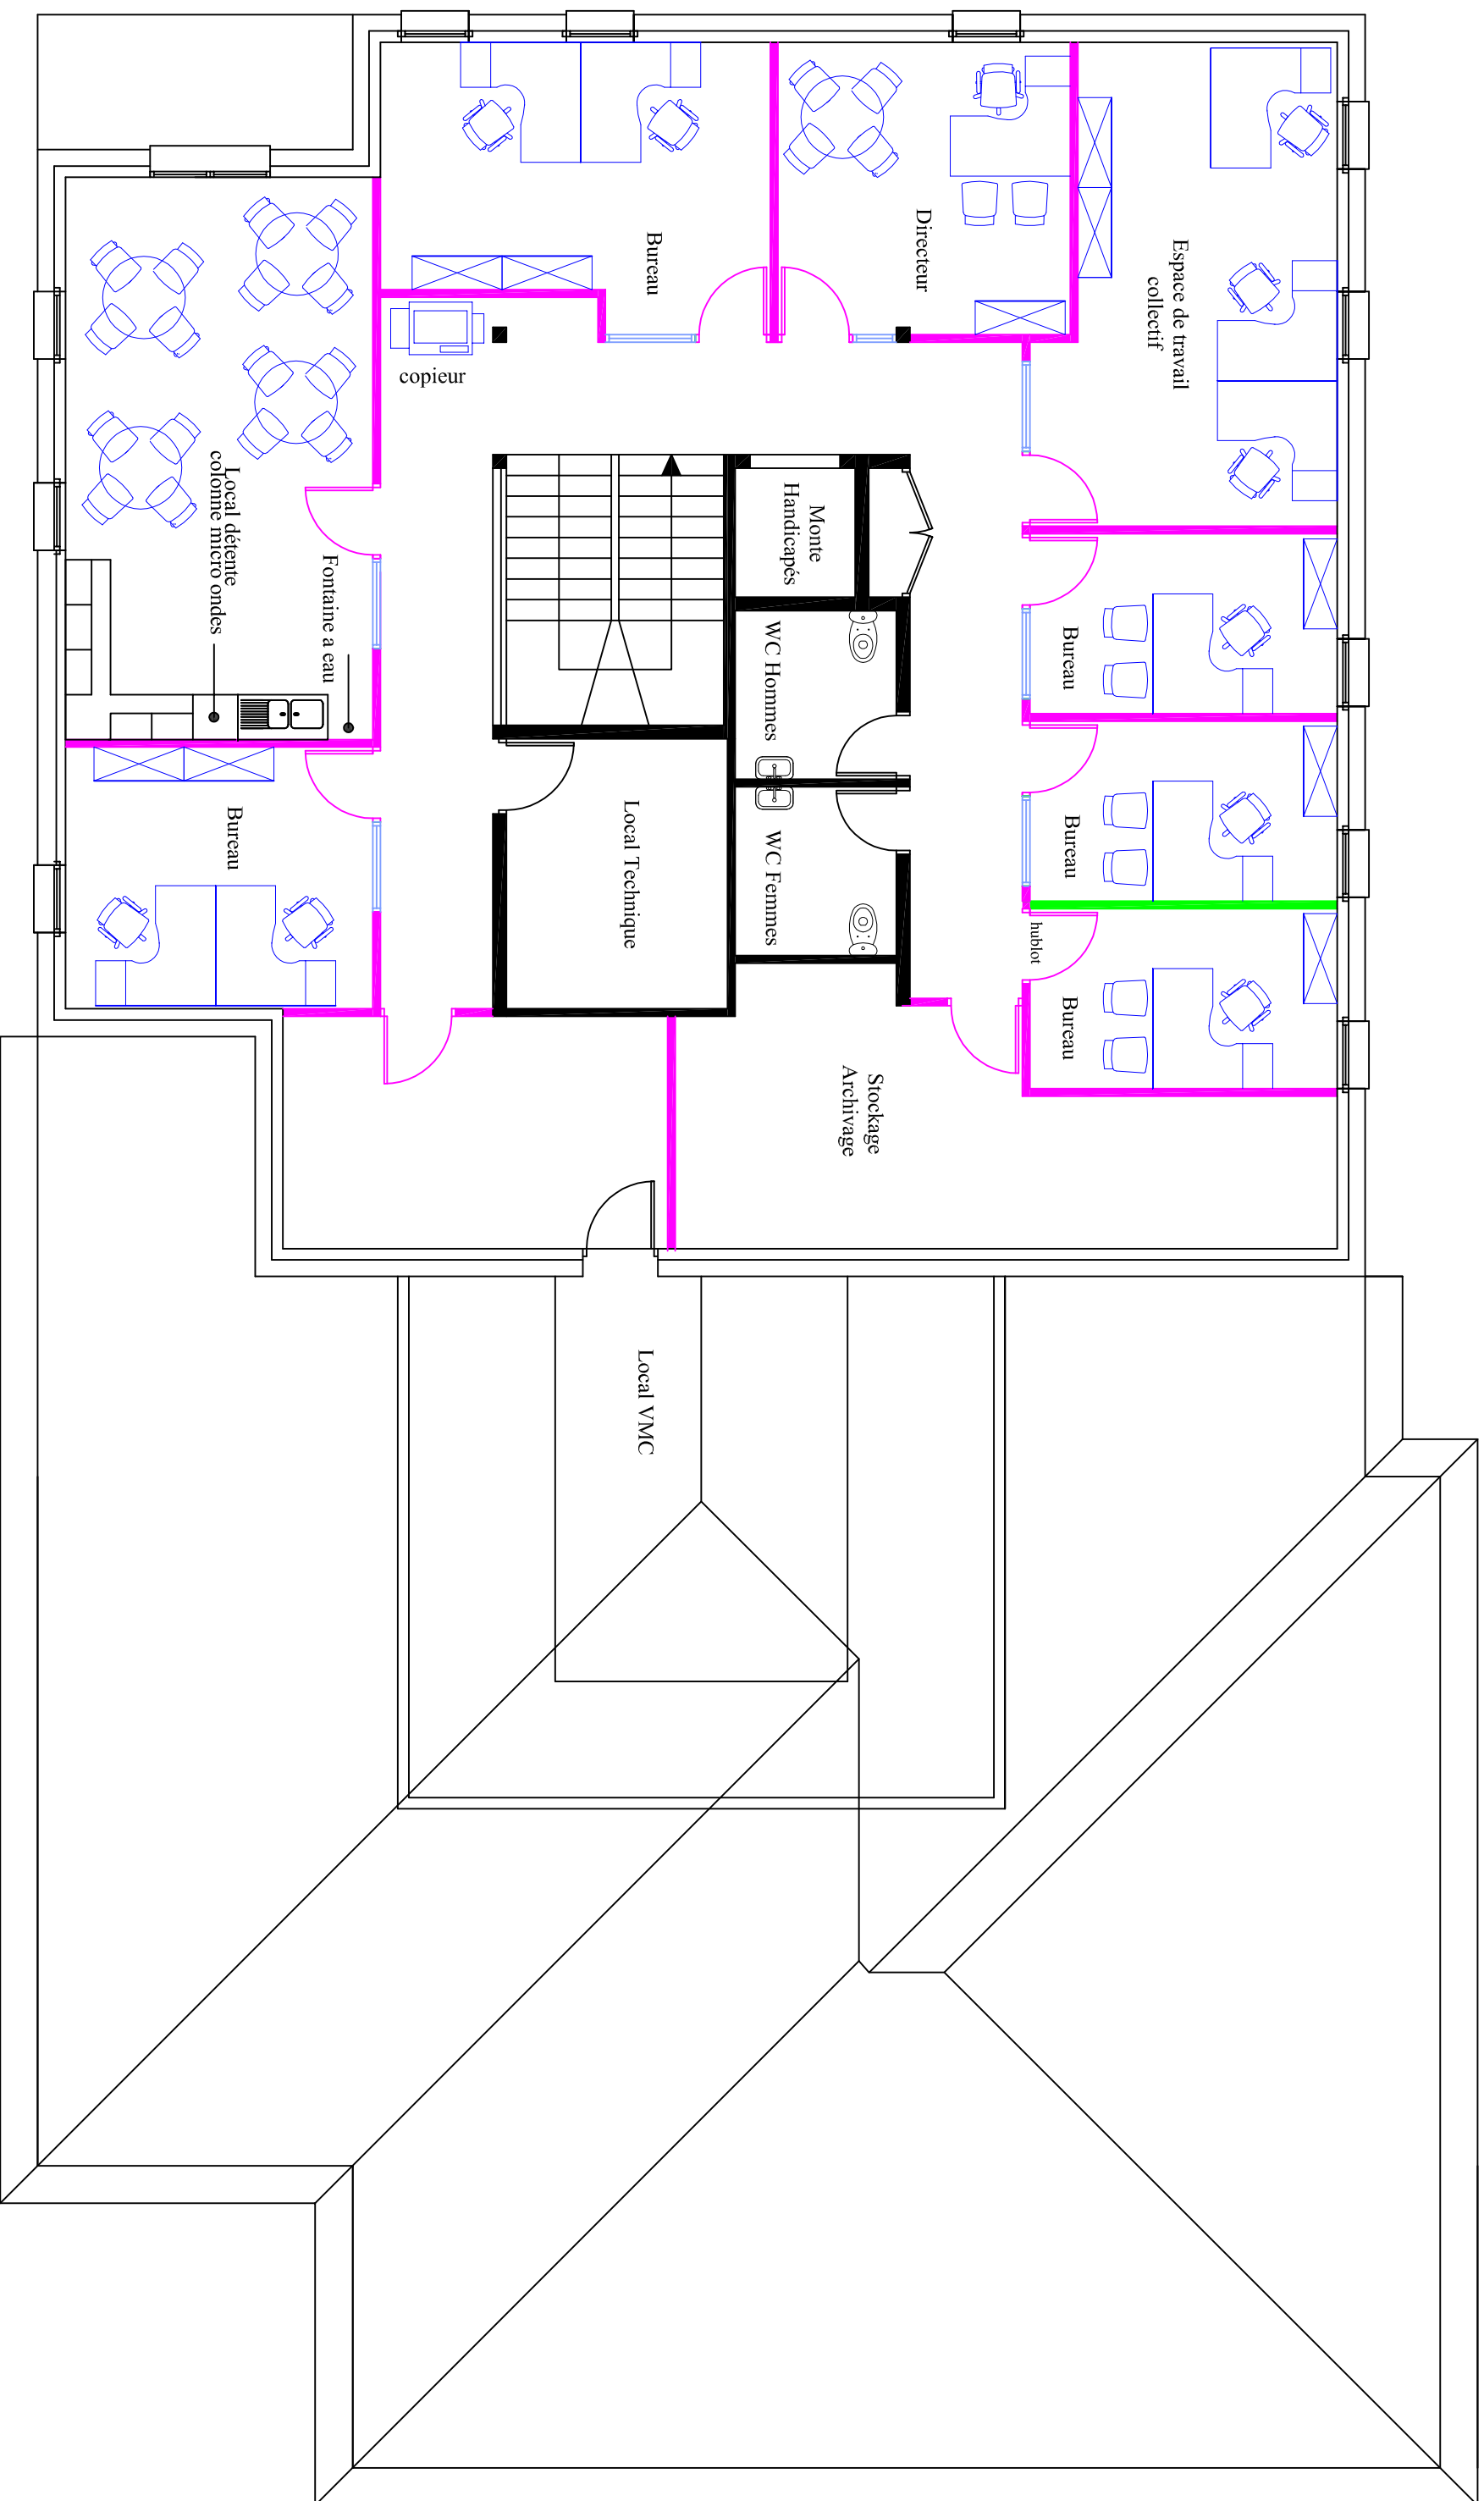 Bureau
Directeur
Espace de travail
collectif
copieur
Local détente
colonne micro ondes
Fontaine a eau
Monte
Handicapés
WC Hommes
Bureau
Bureau
Bureau
Local Technique
WC Femmes
hublot
Bureau
Stockage
Archivage
Local VMC